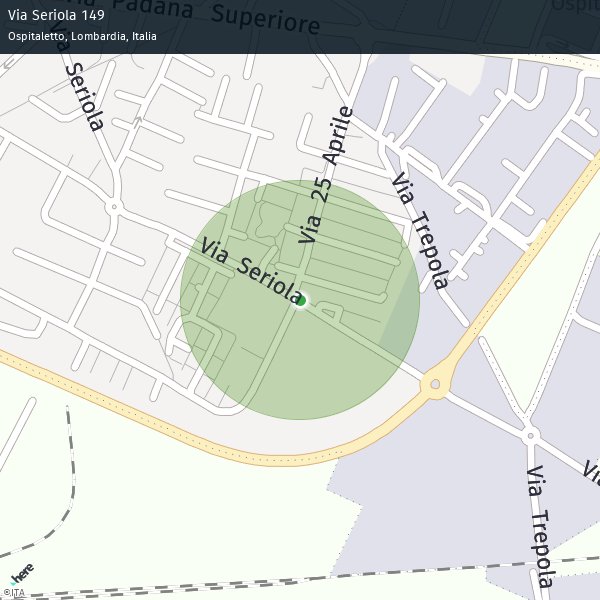 Via Seriola 149
Ospitaletto, Lombardia, Italia
Padana Superiore
Via Seriola
Via 25 Aprile
Via Trepola
Via Seriola
Via Trepola
here
©ITA